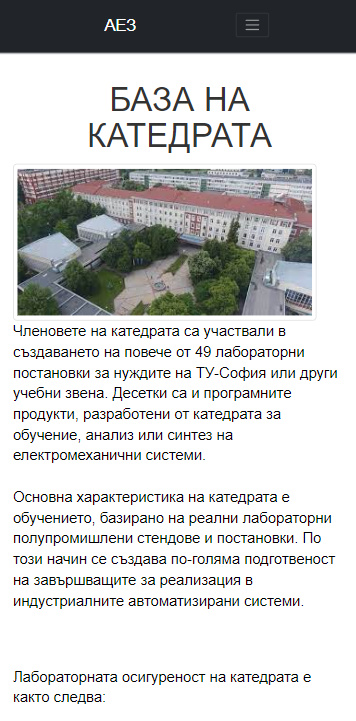 АЕЗ
БАЗА НА
КАТЕДРАТА
Членовете на катедрата са участвали в
създаването на повече от 49 лабораторни
постановки за нуждите на ТУ-София или други
учебни звена. Десетки са и програмните
продукти, разработени от катедрата за
обучение, анализ или синтез на
електромеханични системи.
Основна характеристика на катедрата е
обучението, базирано на реални лабораторни
полупромишлени стендове и постановки. По
този начин се създава по-голяма подготвеност
на завършващите за реализация в
индустриалните автоматизирани системи.
Лабораторната осигуреност на катедрата е
както следва: